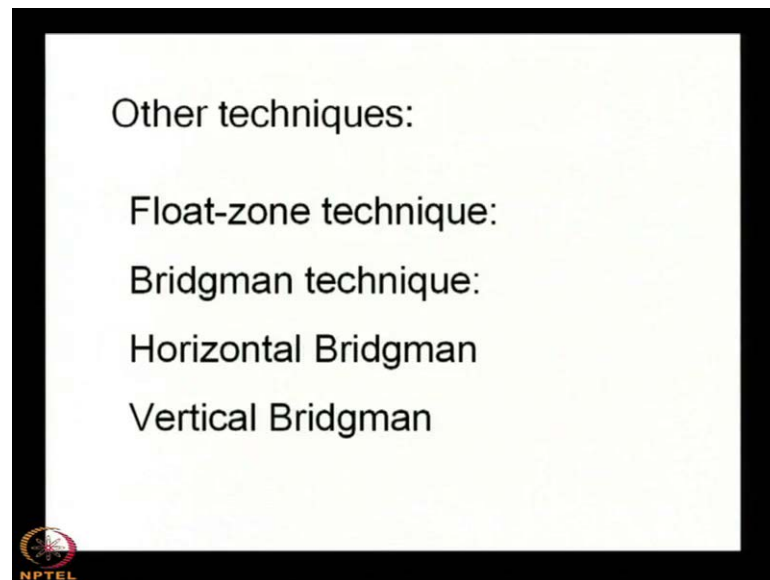 Other techniques:
Float-zone technique:
Bridgman technique:
Horizontal Bridgman
Vertical Bridgman
NPTEL